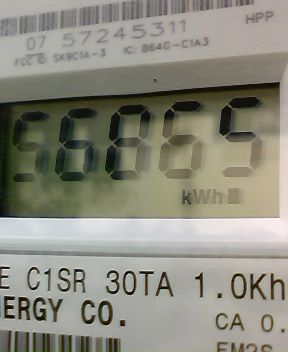 HPP
07 57245311
FCC ID: SK9C1A-3 IC: 864G-C1A3
56865
kWh
E C1SR 30TA 1.0Kh
ERGY CO.
CA 0.